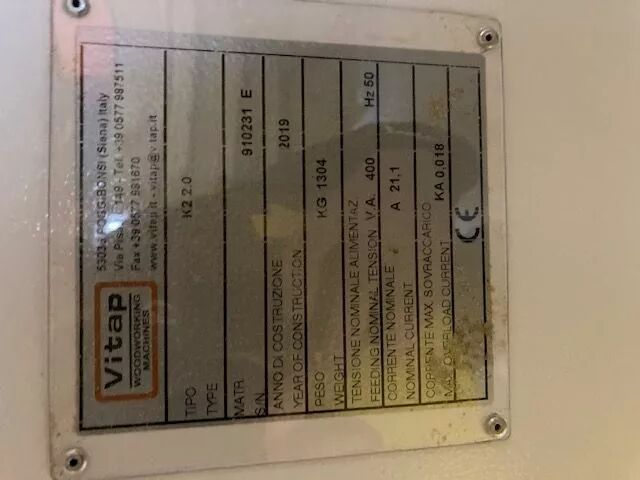 Vitap
WOODWORKING
MACHINES
53036 POGGIBONSI (Siena) Italy
Via 149 - Tel. +39 0577 987511
Fax +39 0577 981670
www.vitap.it - vitap@vitap.it
TIPO
TYPE
K2 2.0
MATR.
S/N.
910231 E
ANNO DI COSTRUZIONE
YEAR OF CONSTRUCTION
2019
PESO
WEIGHT
KG 1304
TENSIONE NOMINALE ALIMENTAZ.
FEEDING NOMINAL TENSION V.A. 400 Hz 50
CORRENTE NOMINALE
NOMINAL CURRENT
A 21,1
CORRENTE MAX. SOVRACCARICO
MAX. OVERLOAD CURRENT
KA 0,018
CE